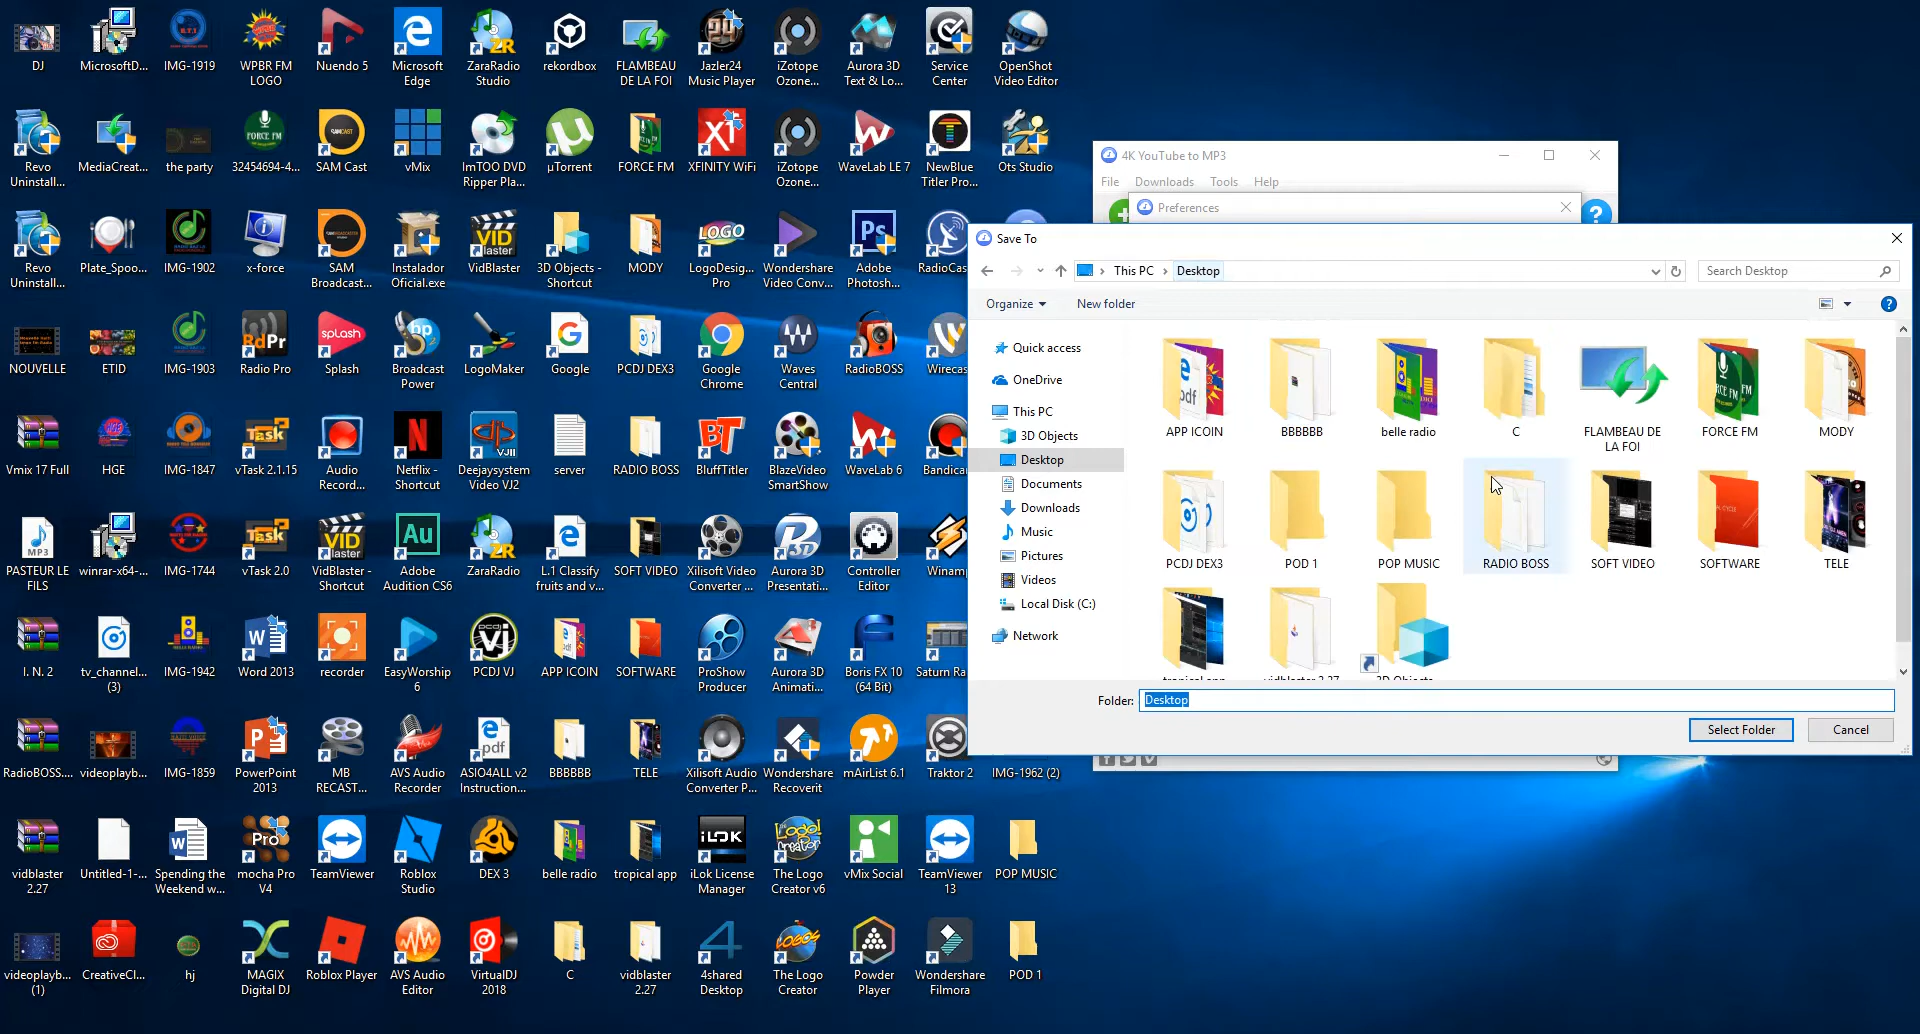 DJ
MicrosoftD...
IMG-1919
WPBR FM
LOGO
Nuendo 5
Microsoft
Edge
ZaraRadio
Studio
rekordbox
FLAMBEAU
DE LA FOI
Jazler24
Music Player
iZotope
Ozone...
Aurora 3D
Text & Lo...
Service
Center
OpenShot
Video Editor
Revo
Uninstall...
MediaCreat...
the party
32454694-4...
SAM Cast
vMix
ImTOO DVD
Ripper Pla...
µTorrent
FORCE FM
XFINITY WiFi
iZotope
Ozone...
WaveLab LE 7
NewBlue
Titler Pro...
Ots Studio
Revo
Uninstall...
Plate_Spoo...
IMG-1902
x-force
SAM
Broadcast...
Instalador
Oficial.exe
VidBlaster
3D Objects -
Shortcut
MODY
LogoDesig...
Pro
Wondershare
Video Conv...
Adobe
Photosh...
RadioCas
NOUVELLE
ETID
IMG-1903
Radio Pro
Splash
Broadcast
Power
LogoMaker
Google
PCDJ DEX3
Google
Chrome
Waves
Central
RadioBOSS
Wirecas
Vmix 17 Full
HGE
IMG-1847
vTask 2.1.15
Audio
Record...
Netflix -
Shortcut
Deejaysystem
Video VJ2
server
RADIO BOSS
BluffTitler
BlazeVideo
SmartShow
WaveLab 6
Bandica
PASTEUR LE
FILS
winrar-x64-...
IMG-1744
vTask 2.0
VidBlaster -
Shortcut
Adobe
Audition CS6
ZaraRadio
L.1 Classify
fruits and v...
SOFT VIDEO
Xilisoft Video
Converter ...
Aurora 3D
Presentati...
Controller
Editor
Winam
I. N. 2
tv_channel...
(3)
IMG-1942
Word 2013
recorder
EasyWorship
6
PCDJ VJ
APP ICOIN
SOFTWARE
ProShow
Producer
Aurora 3D
Animati...
Boris FX 10
(64 Bit)
Saturn Ra
RadioBOSS....
videoplayb...
IMG-1859
PowerPoint
2013
MB
RECAST...
AVS Audio
Recorder
ASIO4ALL v2
Instruction...
BBBBBB
TELE
Xilisoft Audio
Converter P...
Wondershare
Recoverit
mAirList 6.1
Traktor 2
IMG-1962 (2)
vidblaster
2.27
Untitled-1-...
Spending the
Weekend w...
mocha Pro
V4
TeamViewer
Roblox
Studio
DEX 3
belle radio
tropical app
iLok License
Manager
The Logo
Creator v6
vMix Social
TeamViewer
13
POP MUSIC
videoplayb...
(1)
CreativeCl...
hj
MAGIX
Digital DJ
Roblox Player
AVS Audio
Editor
VirtualDJ
2018
C
vidblaster
2.27
4shared
Desktop
The Logo
Creator
Powder
Player
Wondershare
Filmora
POD 1
4K YouTube to MP3
File Downloads Tools Help
Preferences
Save To
This PC Desktop
Search Desktop
Organize New folder
Quick access
OneDrive
This PC
3D Objects
Desktop
Documents
Downloads
Music
Pictures
Videos
Local Disk (C:)
Network
APP ICOIN
BBBBBB
belle radio
C
FLAMBEAU DE
LA FOI
FORCE FM
MODY
PCDJ DEX3
POD 1
POP MUSIC
RADIO BOSS
SOFT VIDEO
SOFTWARE
TELE
tropical app
vidblaster 2.27
3D Objects
Folder: Desktop
Select Folder
Cancel